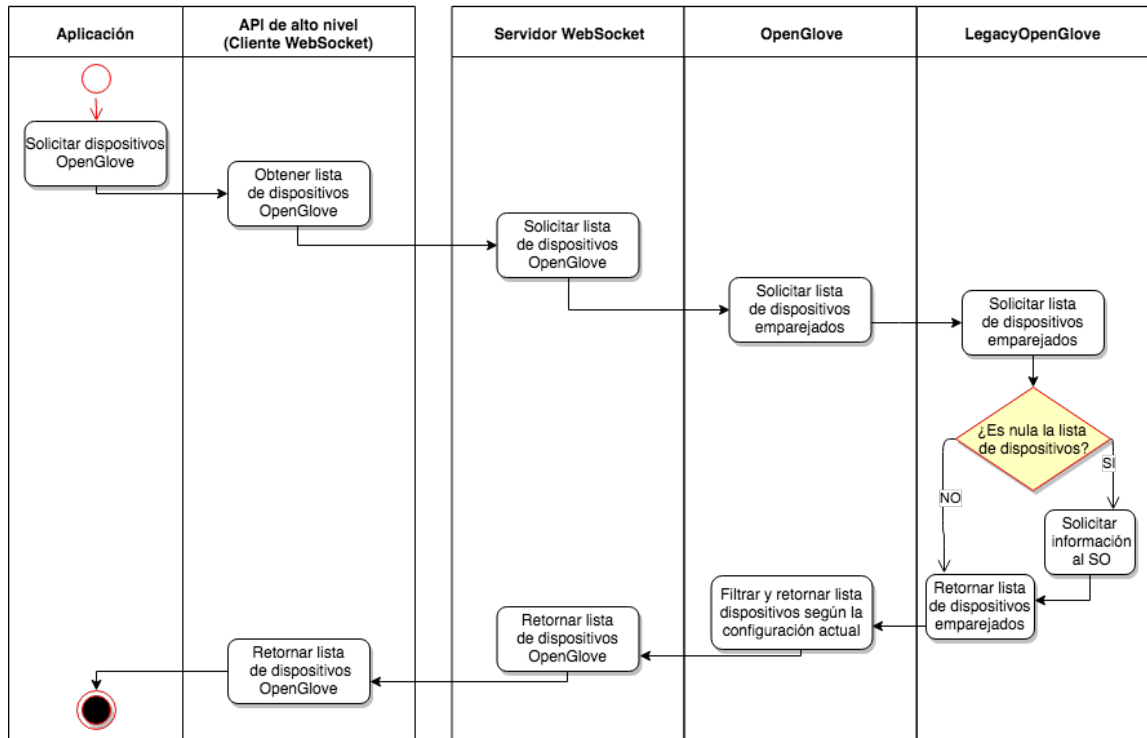 Aplicación
API de alto nivel
(Cliente WebSocket)
Servidor WebSocket
OpenGlove
LegacyOpenGlove
Solicitar dispositivos
OpenGlove
Obtener lista
de dispositivos
OpenGlove
Solicitar lista
de dispositivos
OpenGlove
Solicitar lista
de dispositivos
emparejados
Solicitar lista
de dispositivos
emparejados
¿Es nula la lista
de dispositivos?
SI
NO
Solicitar
información
al SO
Retornar lista
de dispositivos
emparejados
Filtrar y retornar lista
dispositivos según la
configuración actual
Retornar lista
de dispositivos
OpenGlove
Retornar lista
de dispositivos
OpenGlove